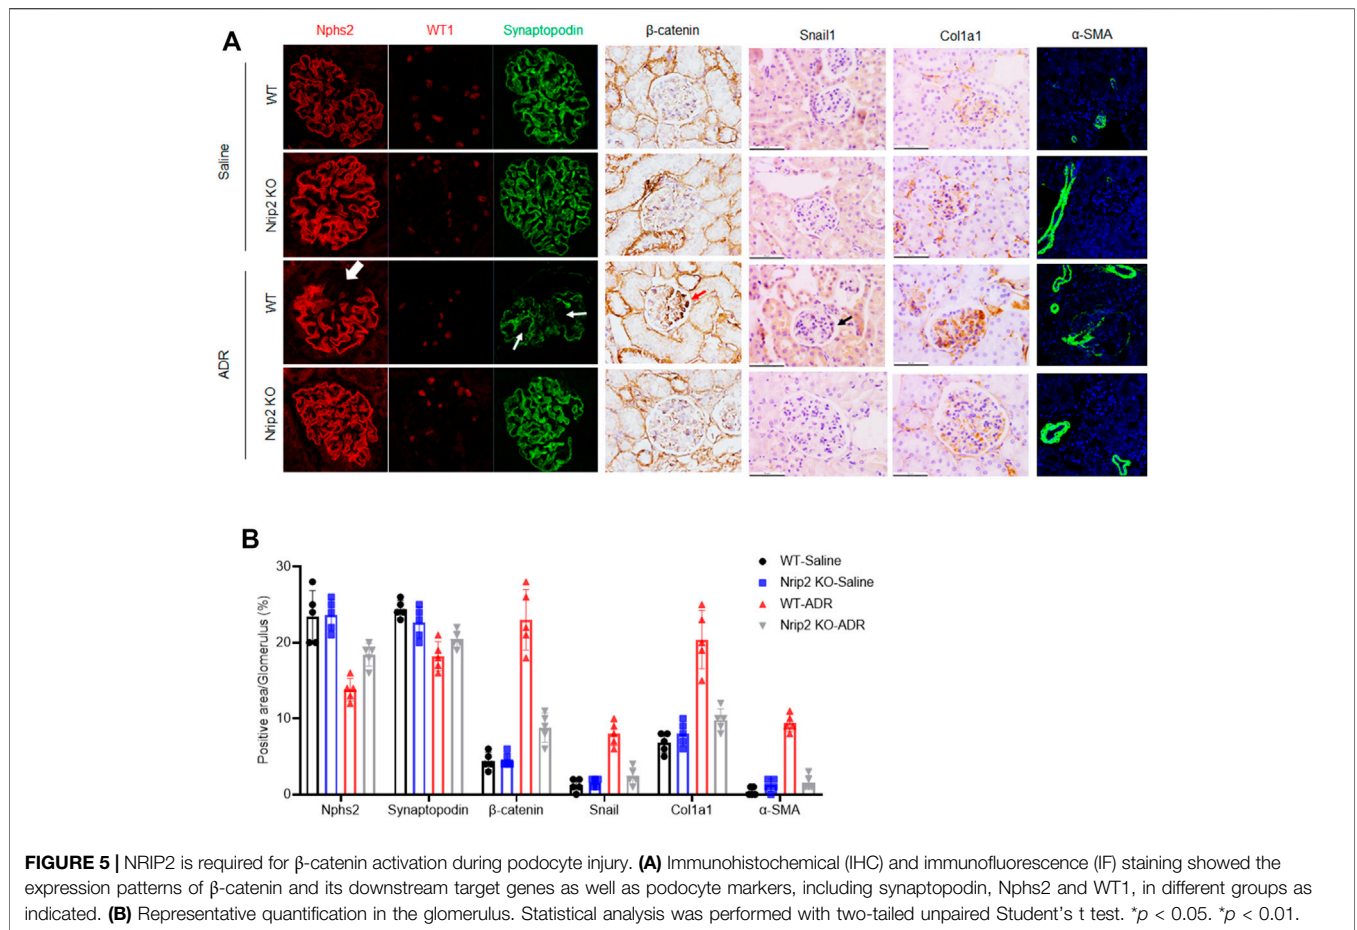 Nphs2 WT1 Synaptopodin β-catenin Snail1 Col1a1 α-SMA
A
Saline
WT
Nrip2 KO
ADR
WT
Nrip2 KO
B
Positive area/Glomerulus (%)
30
20
10
0
WT-Saline
Nrip2 KO-Saline
WT-ADR
Nrip2 KO-ADR
Nphs2 Synaptopodin β-catenin Snail Col1a1 α-SMA
FIGURE 5 | NRIP2 is required for β-catenin activation during podocyte injury. (A) Immunohistochemical (IHC) and immunofluorescence (IF) staining showed the
expression patterns of β-catenin and its downstream target genes as well as podocyte markers, including synaptopodin, Nphs2 and WT1, in different groups as
indicated. (B) Representative quantification in the glomerulus. Statistical analysis was performed with two-tailed unpaired Student's t test. *p < 0.05. *p < 0.01.